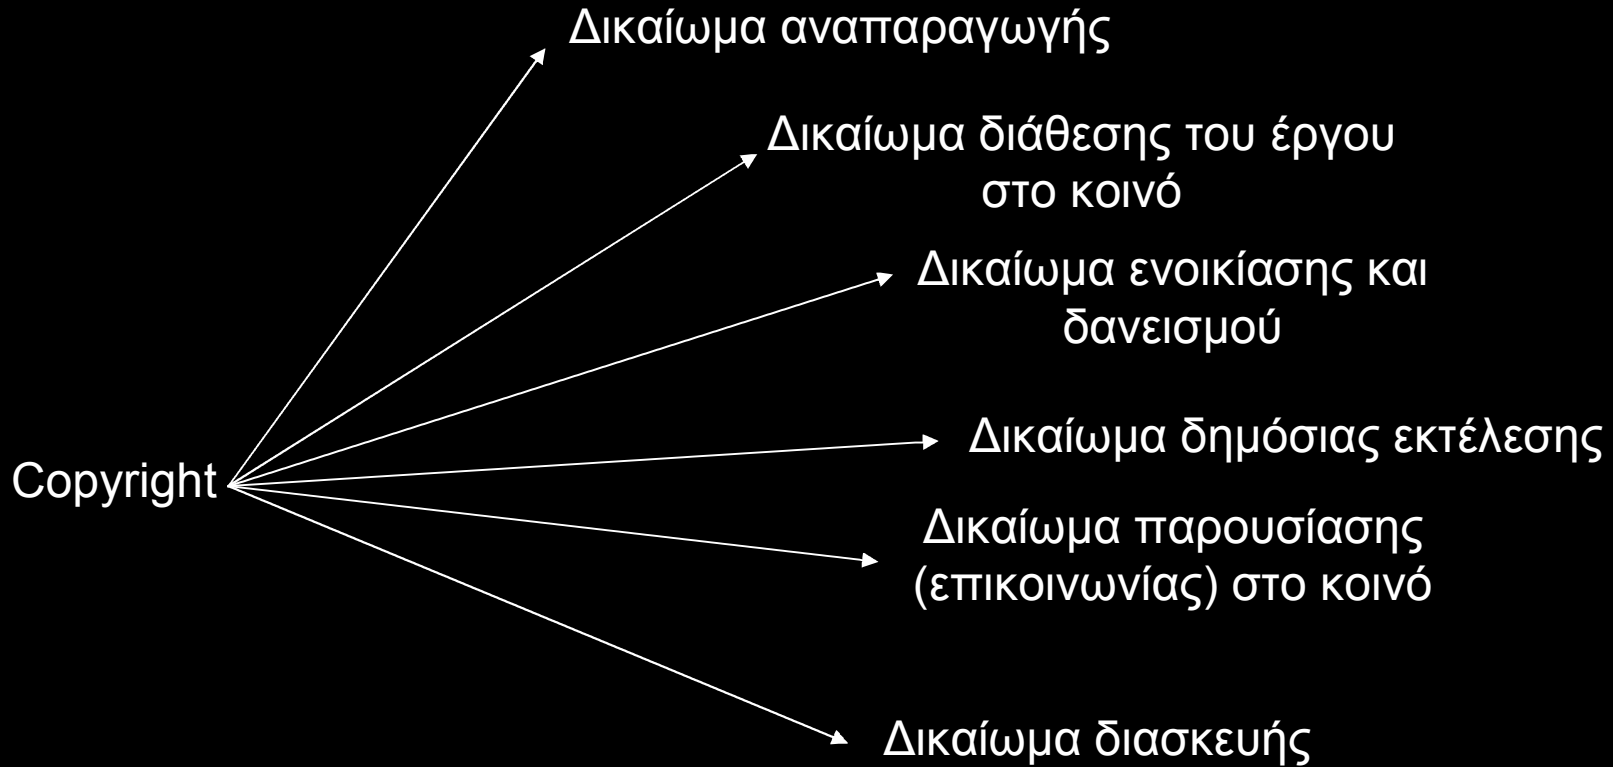 Δικαίωμα αναπαραγωγής
Δικαίωμα διάθεσης του έργου
στο κοινό
Δικαίωμα ενοικίασης και
δανεισμού
Δικαίωμα δημόσιας εκτέλεσης
Copyright
Δικαίωμα παρουσίασης
(επικοινωνίας) στο κοινό
Δικαίωμα διασκευής